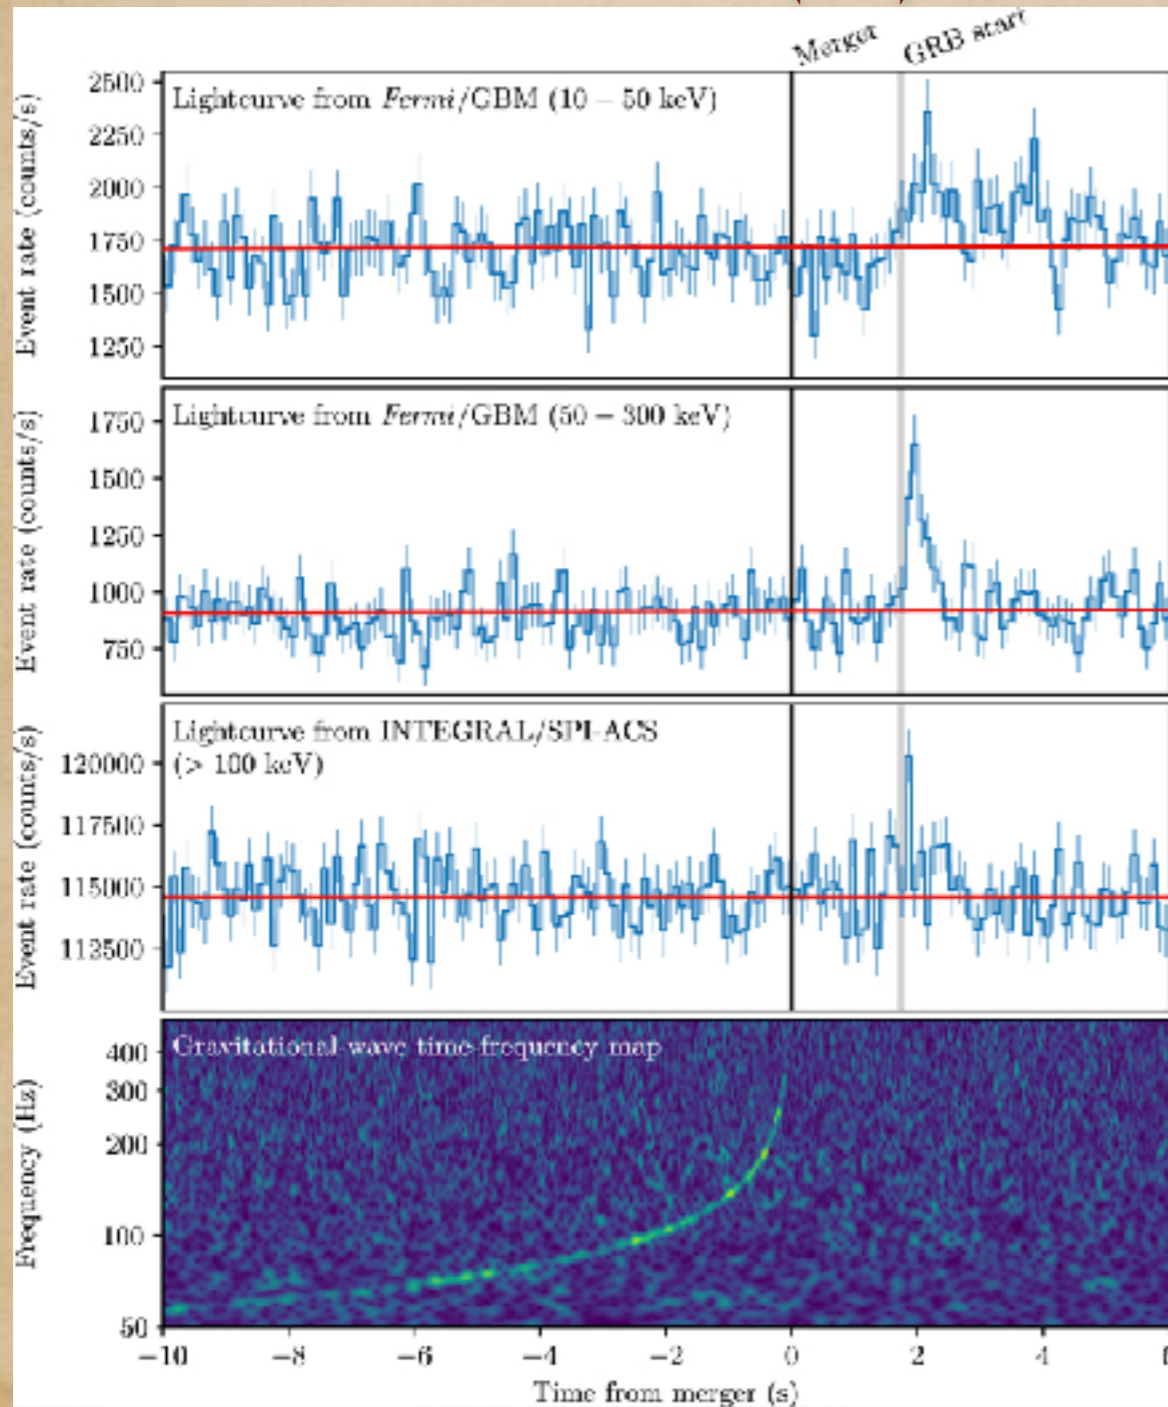 Merger GRB start
2500
Lightcurve from Fermi/GBM (10 – 50 keV)
2250
2000
1750
1500
1250
Event rate (counts/s)
1750
Lightcurve from Fermi/GBM (50 – 300 keV)
1500
1250
1000
750
Event rate (counts/s)
Lightcurve from INTEGRAL/SPI-ACS
(> 100 keV)
120000
117500
115000
113500
Event rate (counts/s)
Gravitational-wave time-frequency map
400
300
200
100
50
Frequency (Hz)
−10 −8 −6 −4 −2 0 2 4
Time from merger (s)